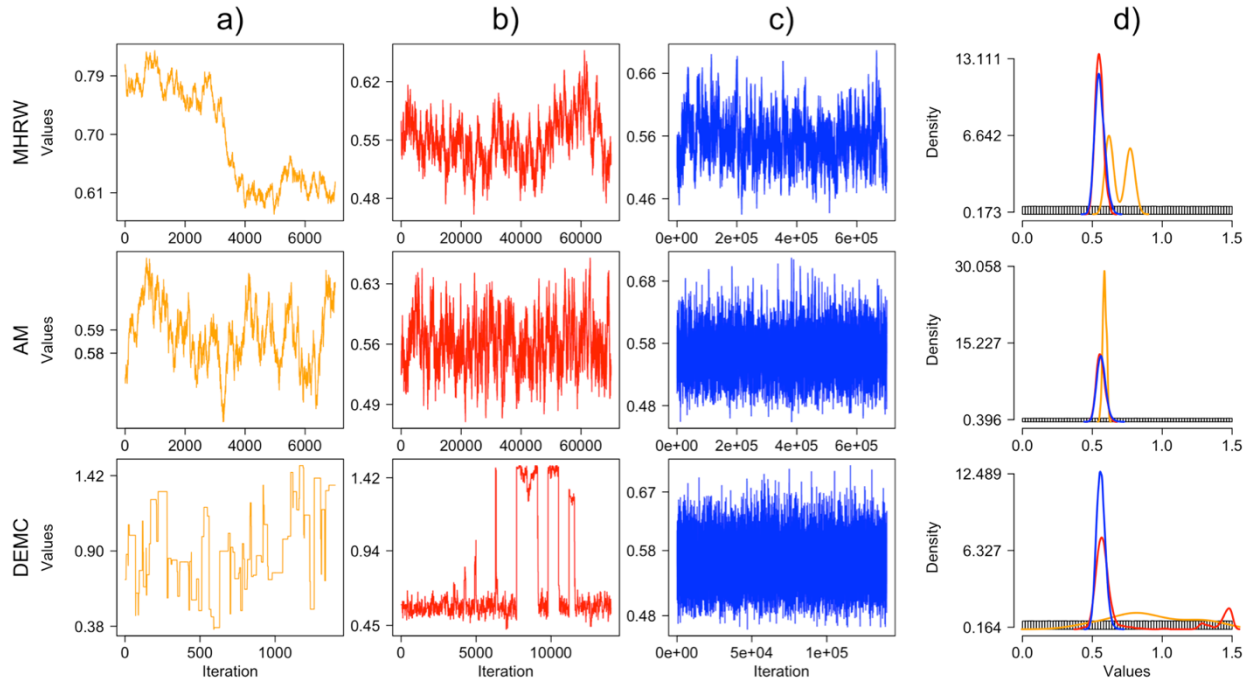 a) b) c) d)
MHRW
Values
0.79
0.70
0.61
0 2000 4000 6000
0.62
0.55
0.48
0 20000 40000 60000
0.66
0.56
0.46
0e+00 2e+05 4e+05 6e+05
Density
13.111
6.642
0.173
0.0 0.5 1.0 1.5
AM
Values
0.59
0.58
0 2000 4000 6000
0.63
0.56
0.49
0 20000 40000 60000
0.68
0.58
0.48
0e+00 2e+05 4e+05 6e+05
Density
30.058
15.227
0.396
0.0 0.5 1.0 1.5
DEMC
Values
1.42
0.90
0.38
0 500 1000
Iteration
1.42
0.94
0.45
0 5000 10000
Iteration
0.67
0.58
0.48
0e+00 5e+04 1e+05
Iteration
Density
12.489
6.327
0.164
0.0 0.5 1.0 1.5
Values